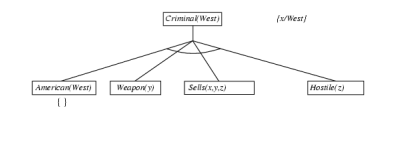 Criminal(West) {x/West}
American(West) Weapon(y) Sells(x,y,z) Hostile(z)
{ }